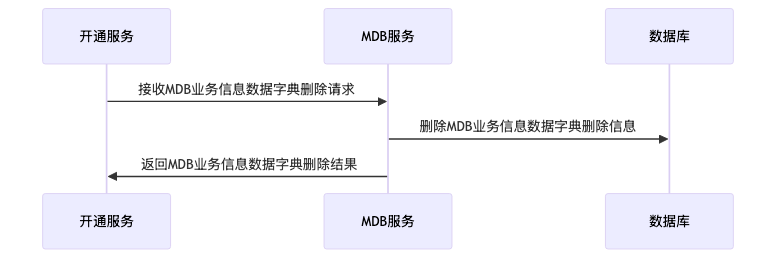 开通服务
MDB服务
数据库
接收MDB业务信息数据字典删除请求
删除MDB业务信息数据字典删除信息
返回MDB业务信息数据字典删除结果
开通服务
MDB服务
数据库